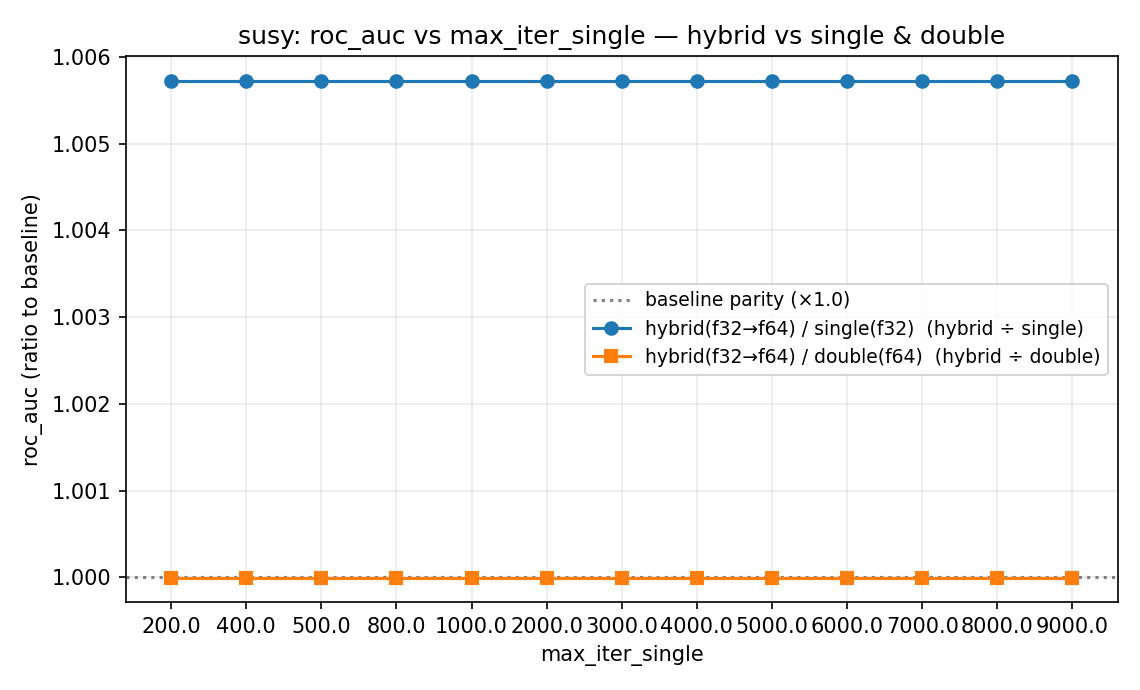 susy: roc_auc vs max_iter_single — hybrid vs single & double
roc_auc (ratio to baseline)
1.006
1.005
1.004
1.003
1.002
1.001
1.000
baseline parity (×1.0)
hybrid(f32→f64) / single(f32)  (hybrid ÷ single)
hybrid(f32→f64) / double(f64)  (hybrid ÷ double)
200.0 400.0 500.0 800.0 1000.0 2000.0 3000.0 4000.0 5000.0 6000.0 7000.0 8000.0 9000.0
max_iter_single